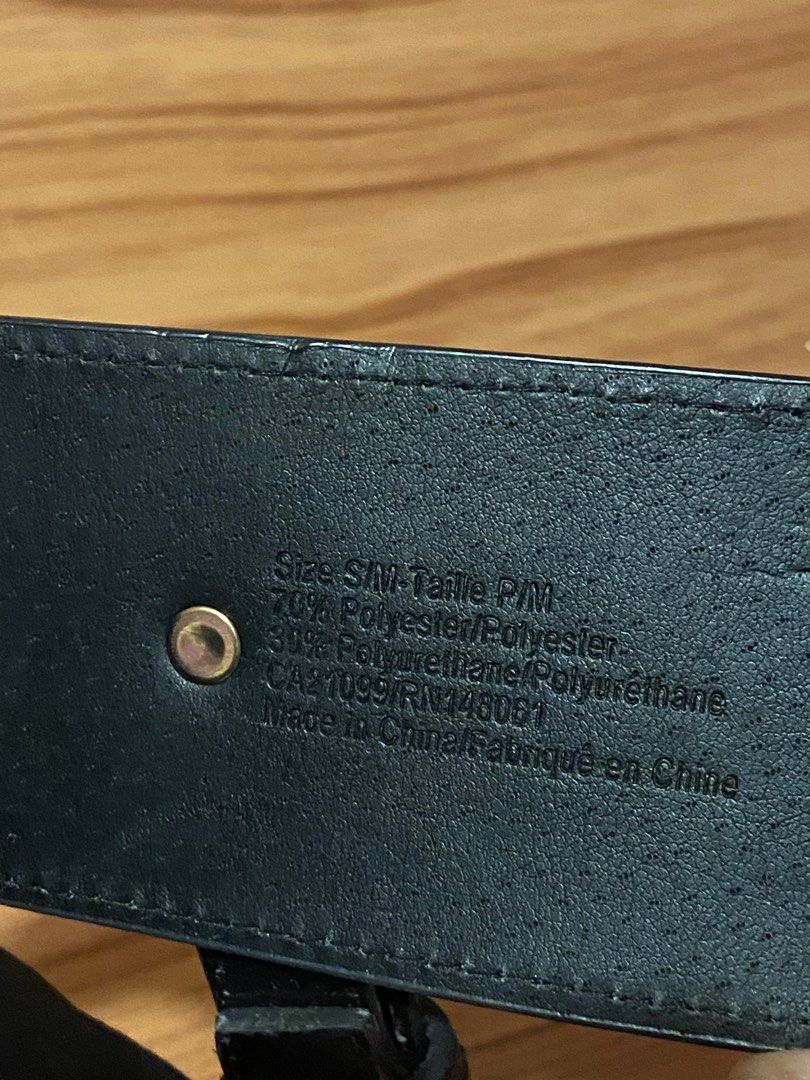 Size S/M-Taille P/M
70% Polyester/Polyester
30% Polyurethane/Polyuréthane
CA21099/RN148081
Made in China/Fabriqué en Chine